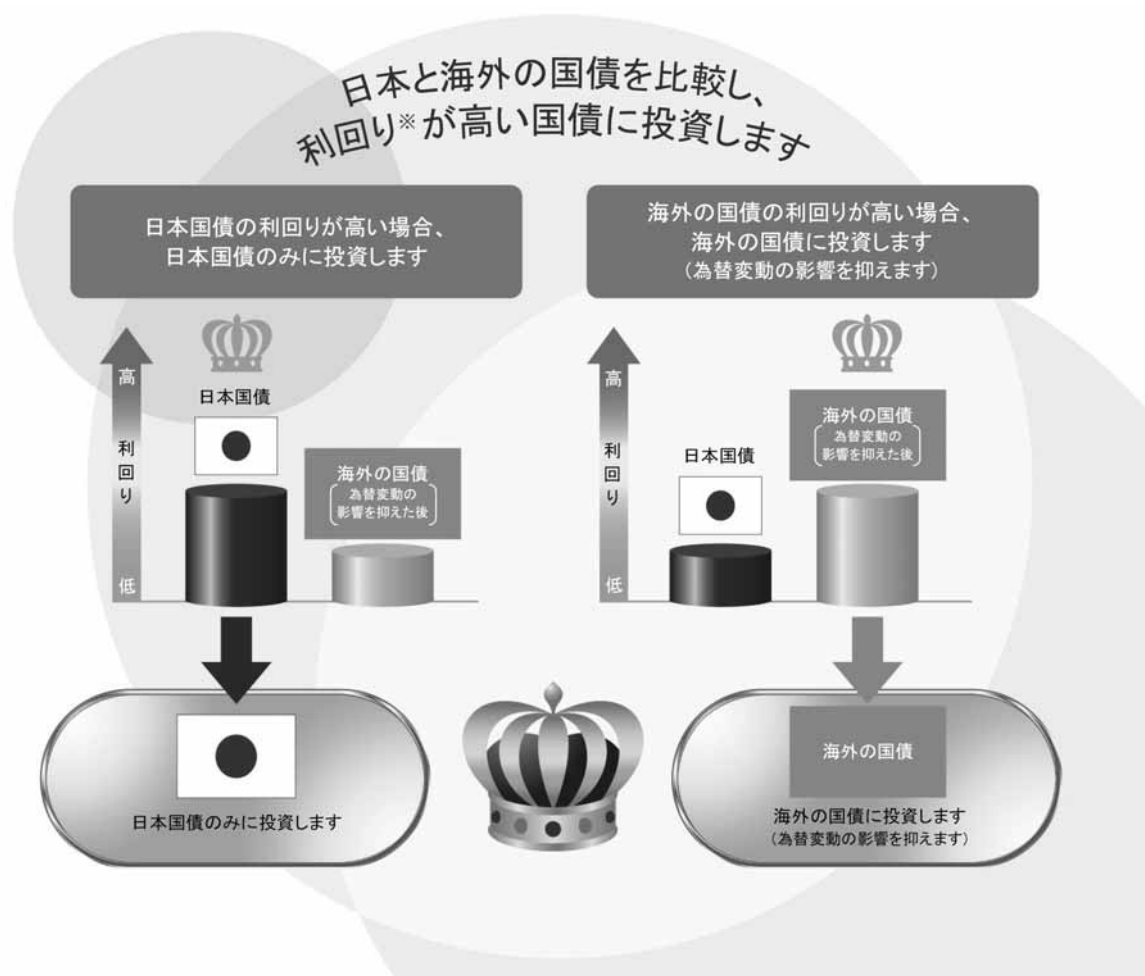 日本と海外の国債を比較し、
利回り※が高い国債に投資します
日本国債の利回りが高い場合、
日本国債のみに投資します
高
利回り
低
日本国債
海外の国債
為替変動の
影響を抑えた後
日本国債のみに投資します
海外の国債の利回りが高い場合、
海外の国債に投資します
(為替変動の影響を抑えます)
高
利回り
低
日本国債
海外の国債
為替変動の
影響を抑えた後
海外の国債
海外の国債に投資します
(為替変動の影響を抑えます)